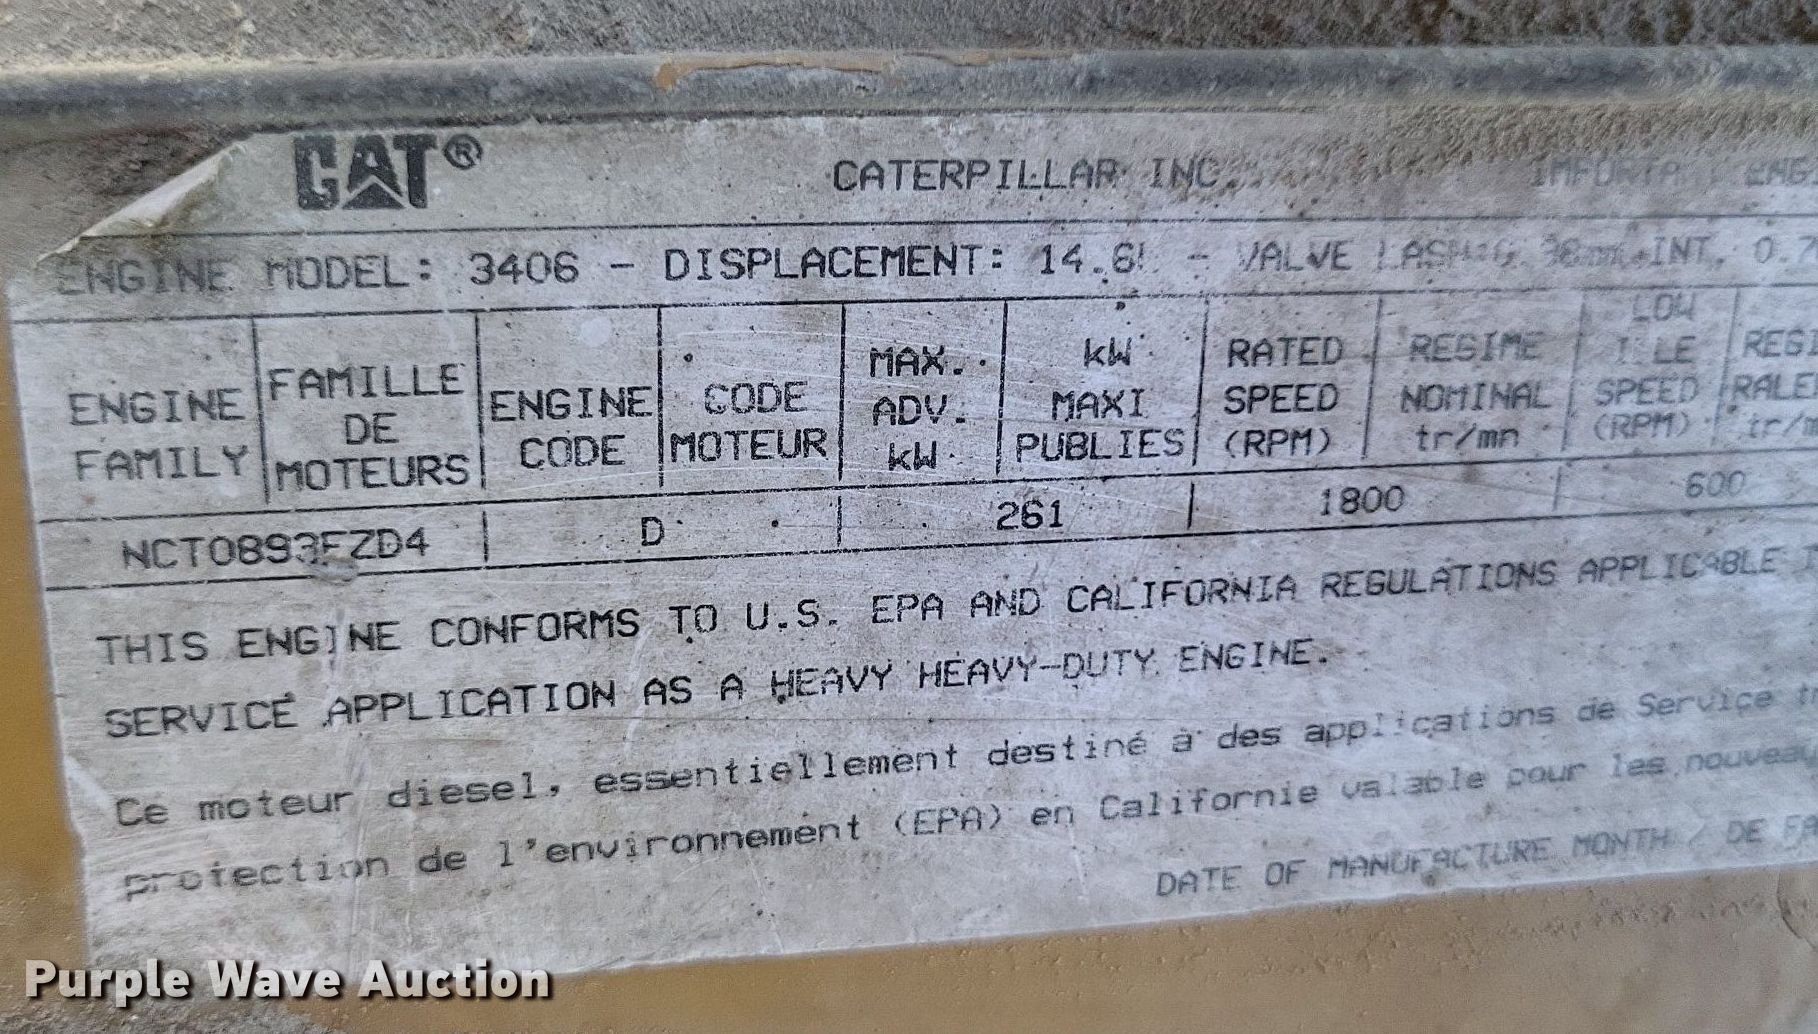 CAT® CATERPILLAR INC.
ENGINE MODEL: 3406 - DISPLACEMENT: 14.6L - VALVE LASH INT.
ENGINE FAMILY
FAMILLE DE MOTEURS
ENGINE CODE
CODE MOTEUR
MAX. ADV. kW
kW MAXI PUBLIES
RATED SPEED (RPM)
REGIME NOMINAL tr/mn
LOW IDLE SPEED (RPM)
NCT0893FZD4 D 261 1800 600
THIS ENGINE CONFORMS TO U.S. EPA AND CALIFORNIA REGULATIONS APPLICABLE
SERVICE APPLICATION AS A HEAVY HEAVY-DUTY ENGINE.
Ce moteur diesel, essentiellement destiné à des applications de Service
protection de l'environnement (EPA) en Californie valable pour les
DATE OF MANUFACTURE MONTH / DE
Purple Wave Auction